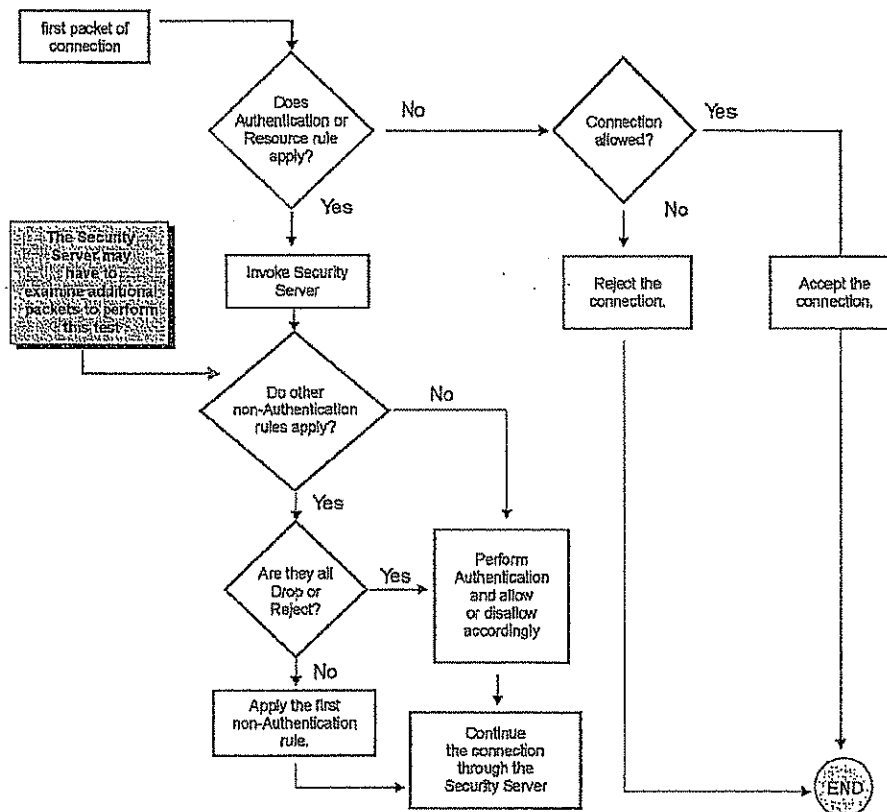 first packet of
connection
Does
Authentication or
Resource rule
apply?
No
Connection
allowed?
Yes
Yes
No
The Security
Server may
have to
examine additional
packets to perform
this test
Invoke Security
Server
Reject the
connection.
Accept the
connection.
Do other
non-Authentication
rules apply?
No
Yes
Are they all
Drop or
Reject?
Yes
Perform
Authentication
and allow
or disallow
accordingly
No
Apply the first
non-Authentication
rule.
Continue
the connection
through the
Security Server
END